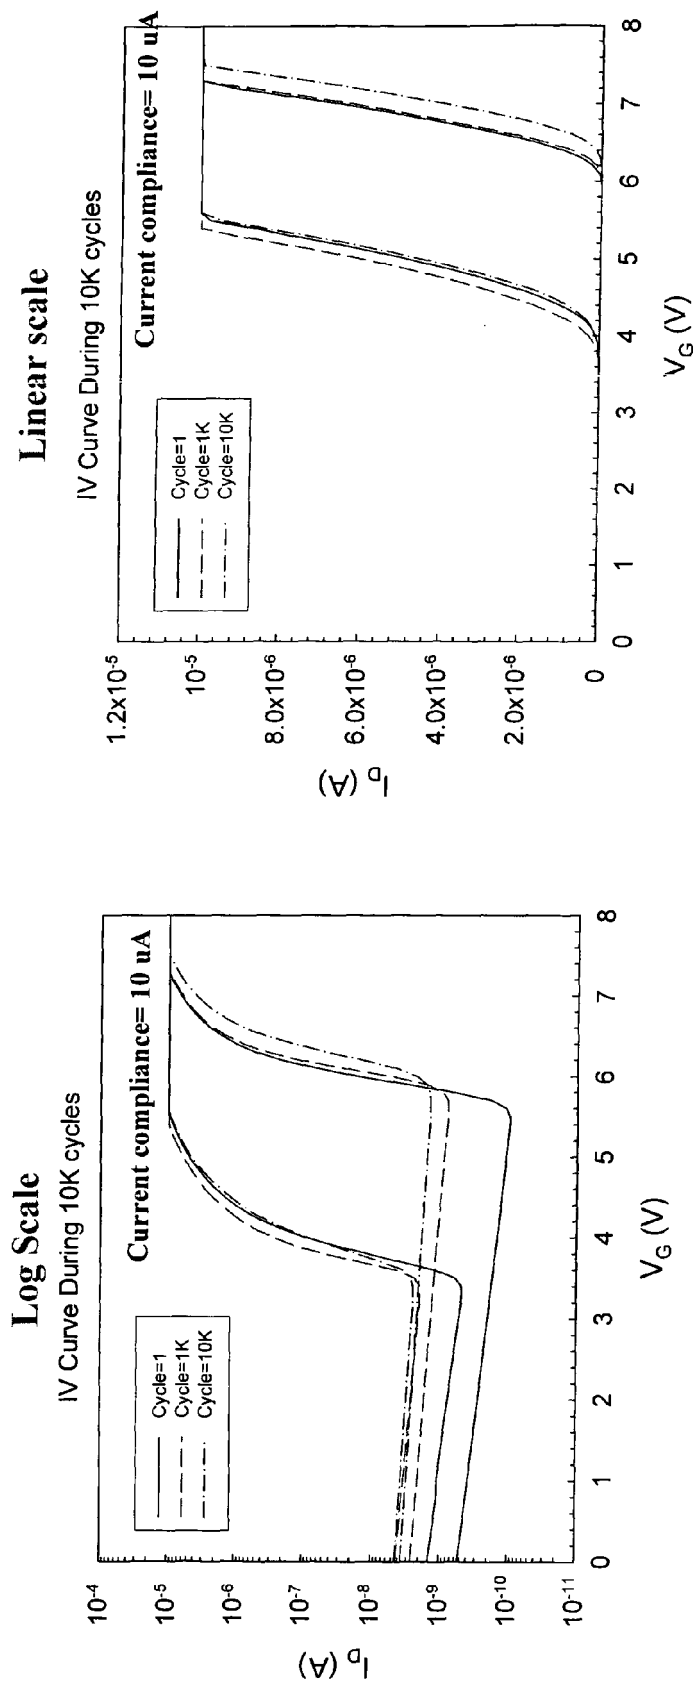 Log Scale
IV Curve During 10K cycles
Current compliance= 10 uA
Cycle=1
Cycle=1K
Cycle=10K
10-4
10-5
10-6
10-7
10-8
10-9
10-10
10-11
I D (A)
0 1 2 3 4 5 6 7 8
VG (V)
Linear scale
IV Curve During 10K cycles
Current compliance= 10 uA
Cycle=1
Cycle=1K
Cycle=10K
1.2x10-5
10-5
8.0x10-6
6.0x10-6
4.0x10-6
2.0x10-6
0
I D (A)
0 1 2 3 4 5 6 7 8
VG (V)